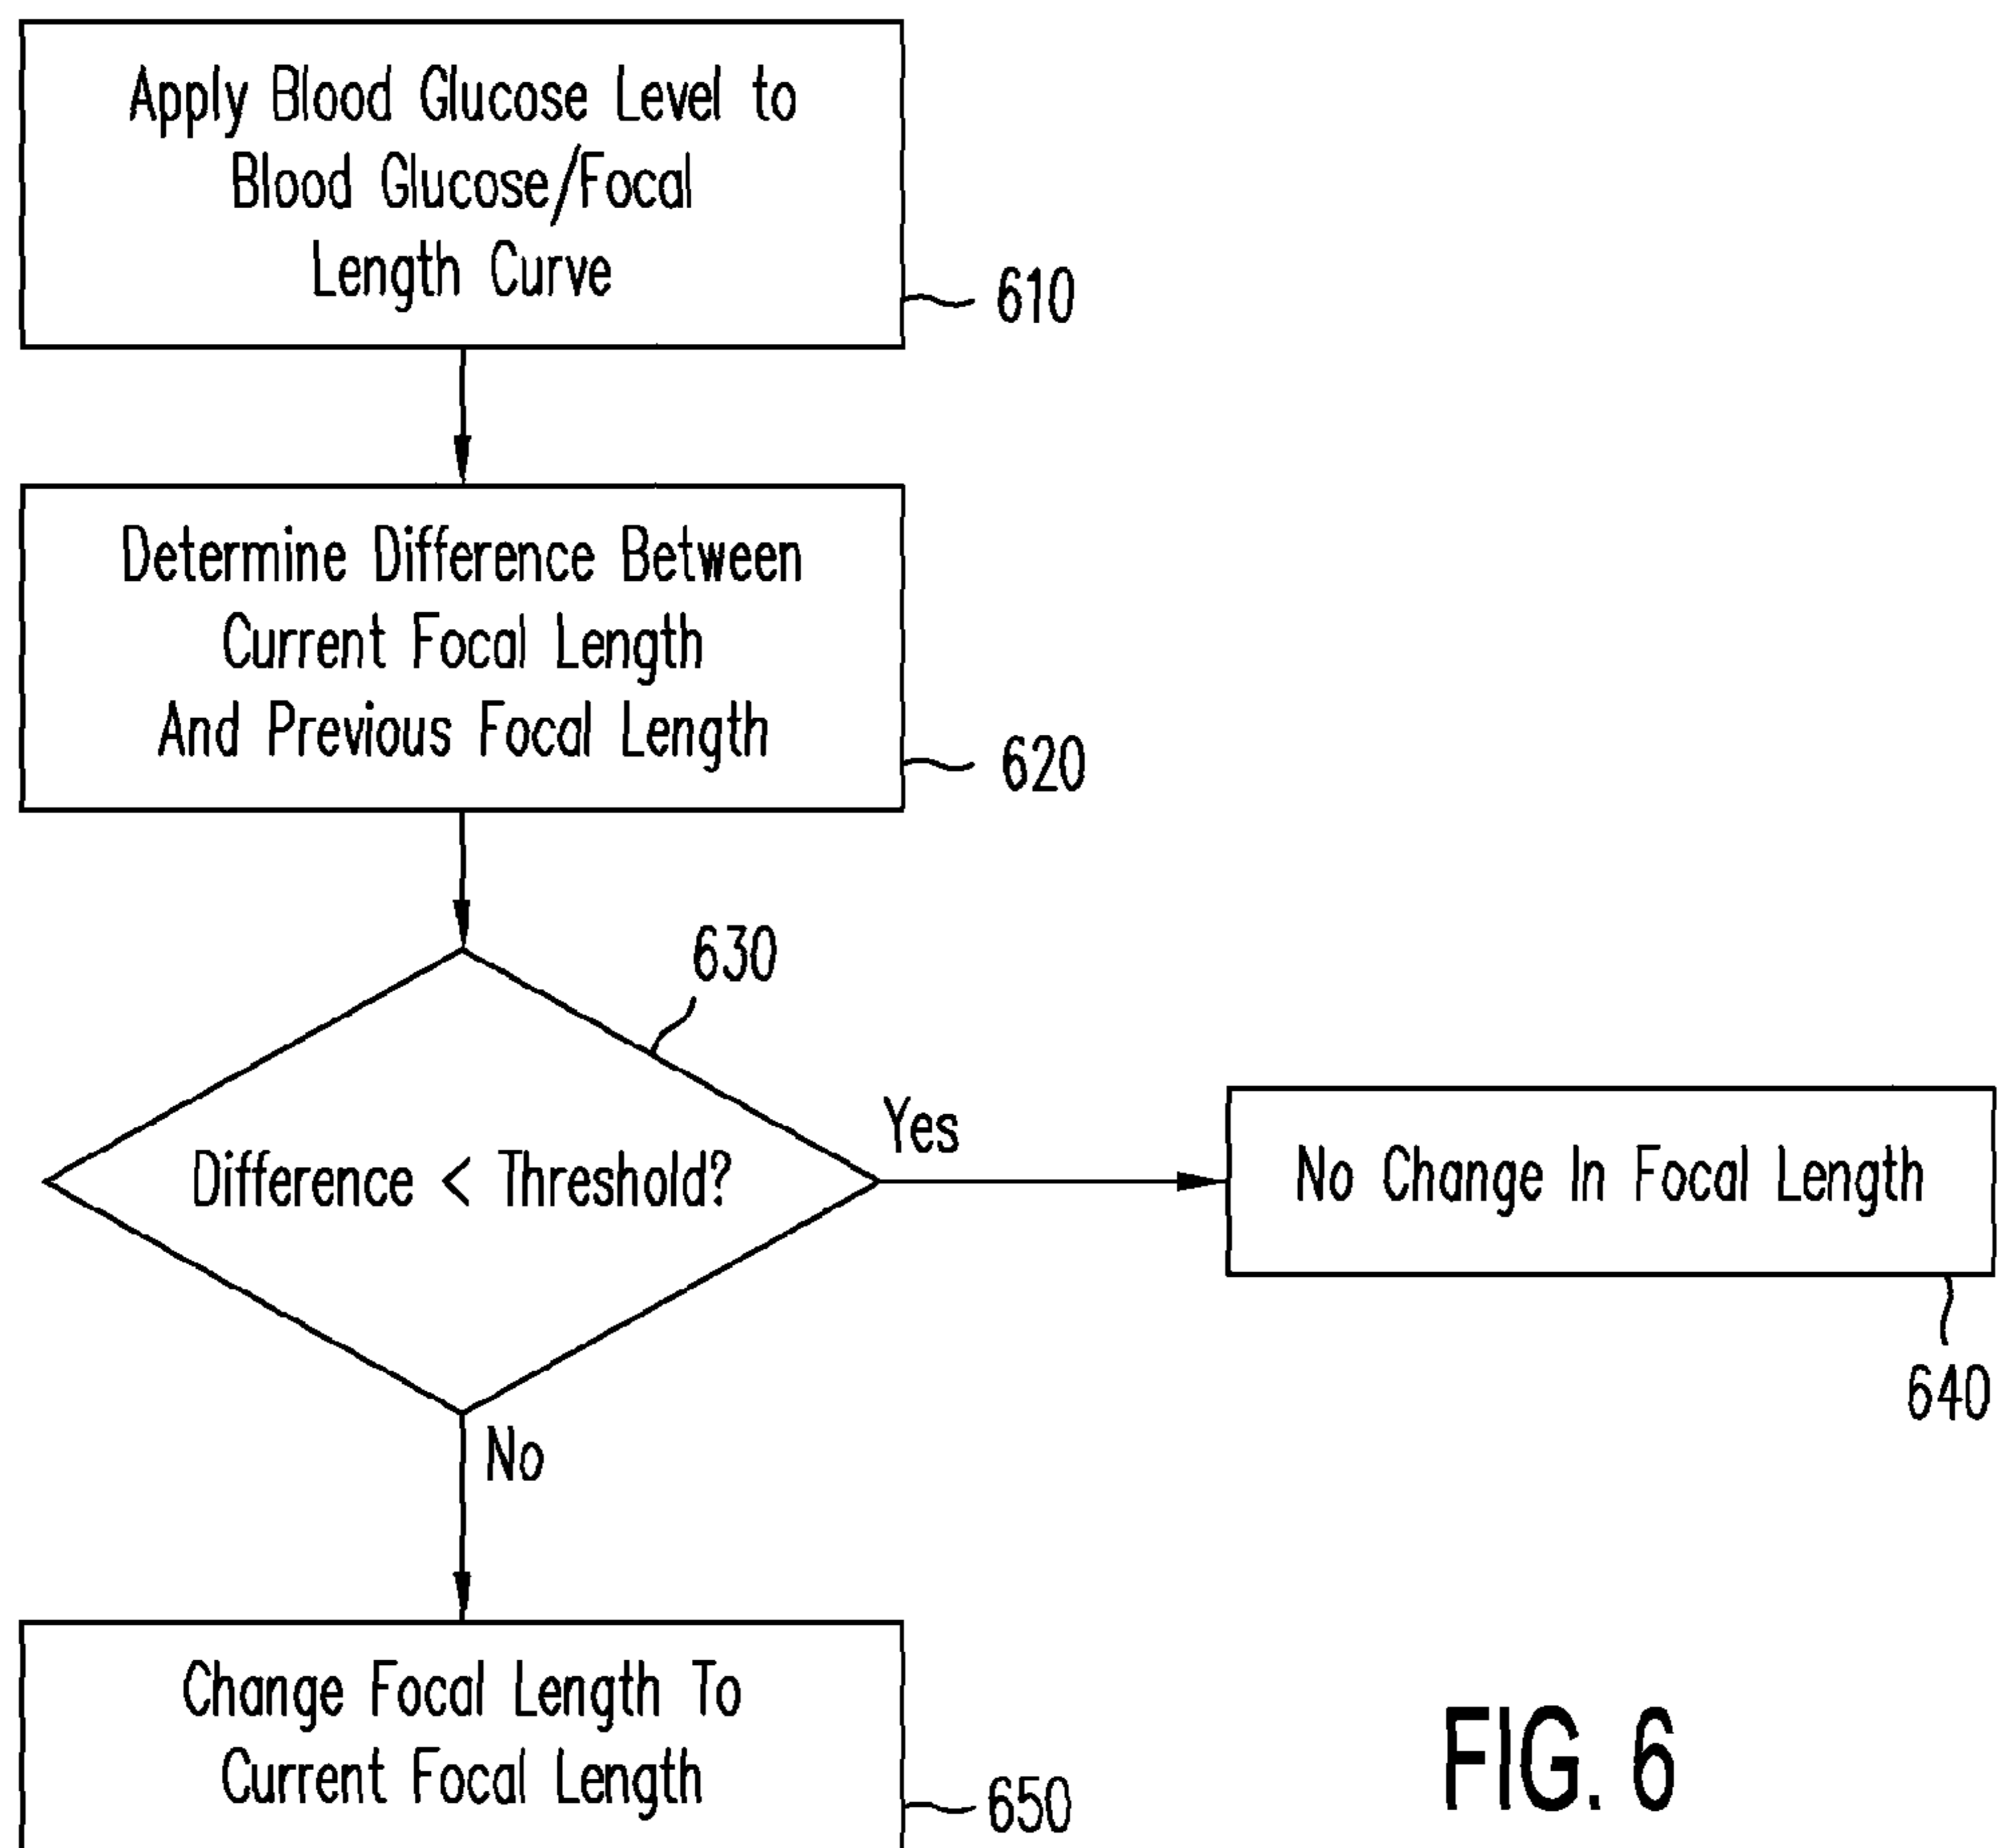 Apply Blood Glucose Level to
Blood Glucose/Focal
Length Curve
610
Determine Difference Between
Current Focal Length
And Previous Focal Length
620
630
Difference < Threshold?
Yes
No Change In Focal Length
640
No
Change Focal Length To
Current Focal Length
650
FIG. 6